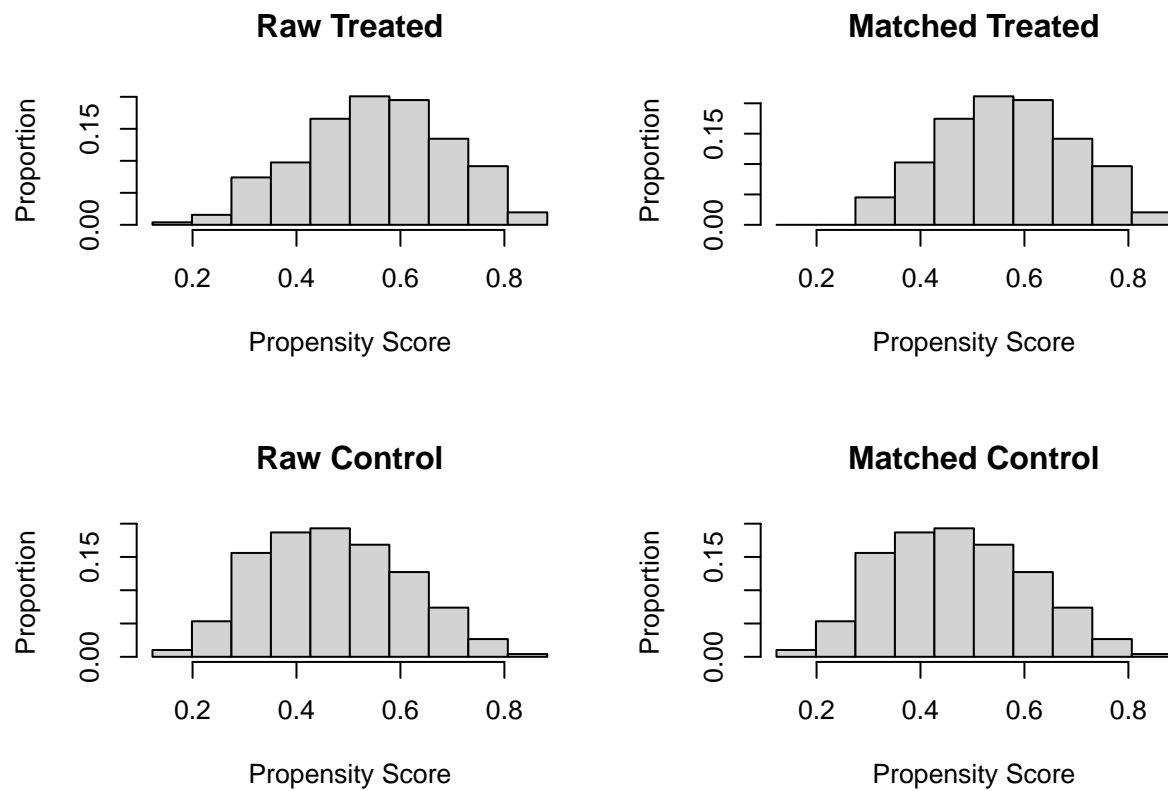 Raw Treated
Proportion
0.00
0.15
0.2 0.4 0.6 0.8
Propensity Score
Matched Treated
Proportion
0.00
0.15
0.2 0.4 0.6 0.8
Propensity Score
Raw Control
Proportion
0.00
0.15
0.2 0.4 0.6 0.8
Propensity Score
Matched Control
Proportion
0.00
0.15
0.2 0.4 0.6 0.8
Propensity Score